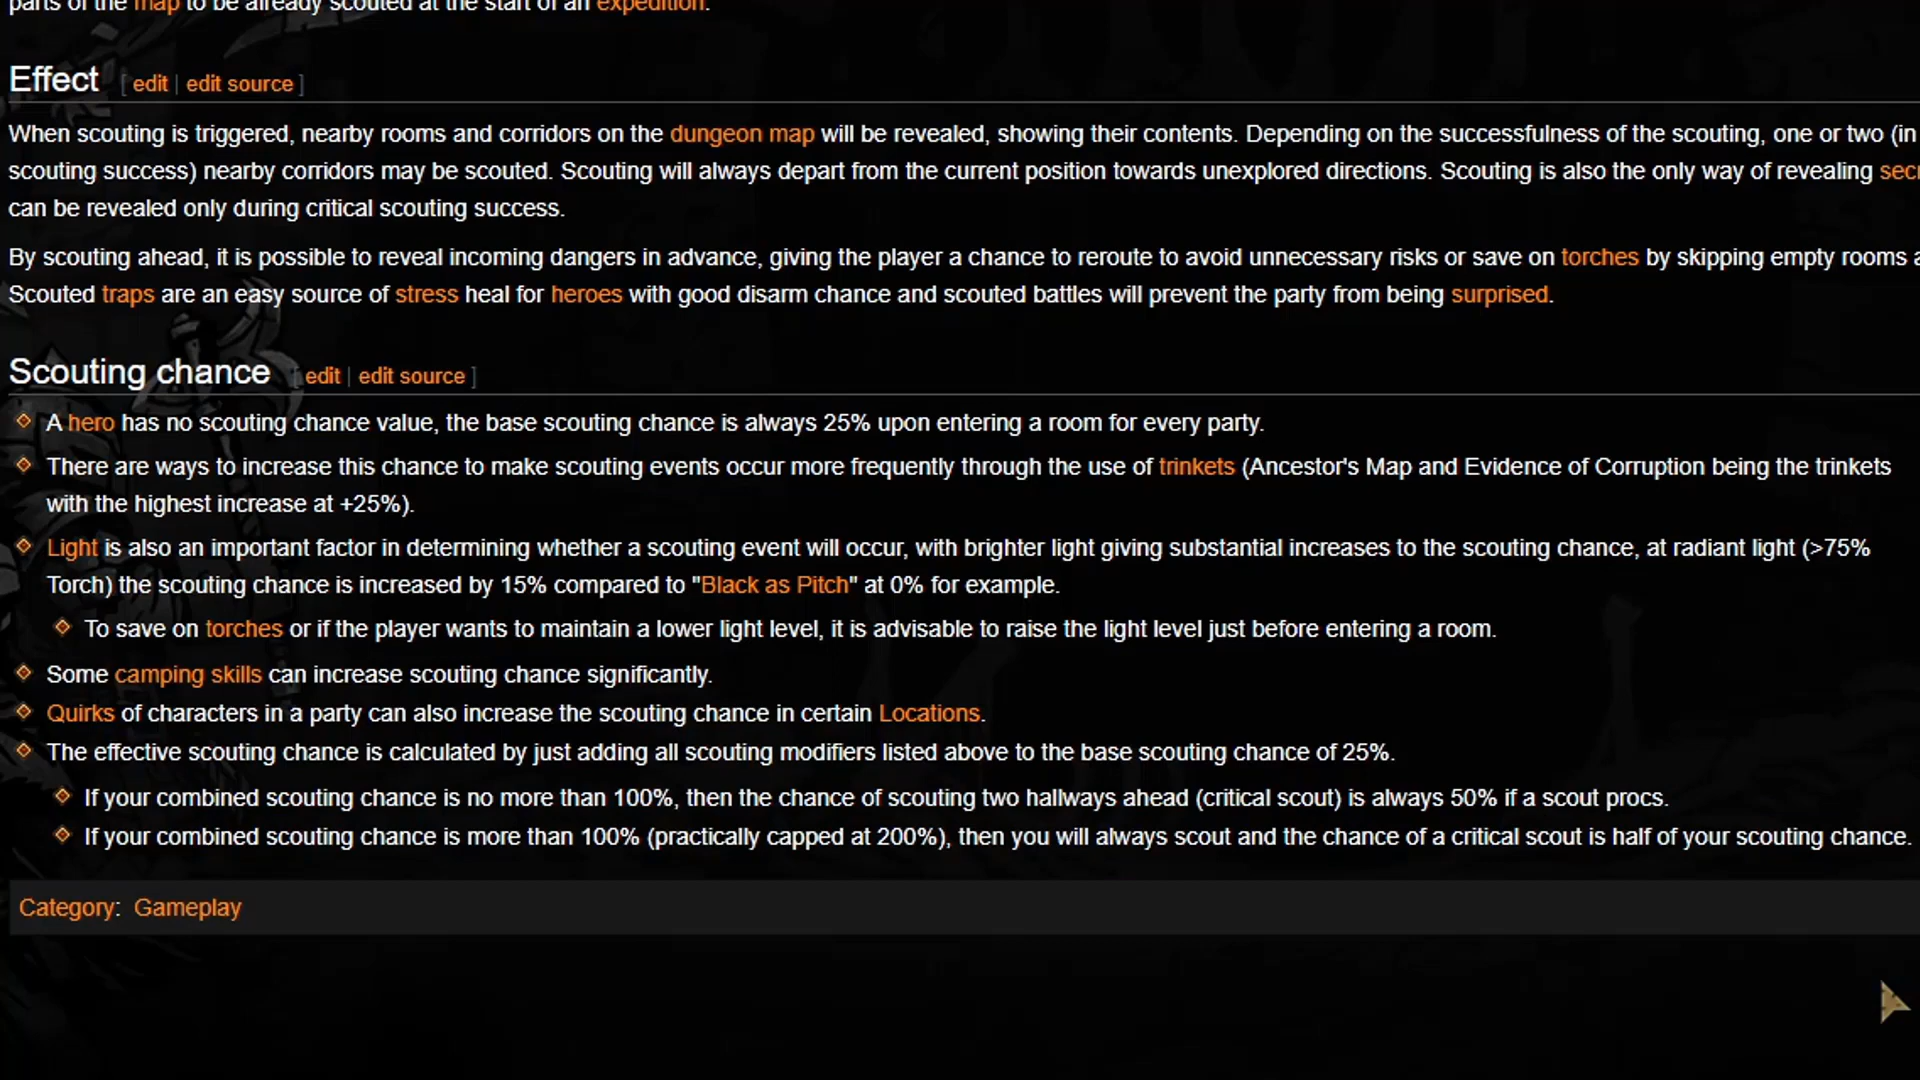 parts of the map to be already scouted at the start of an expedition.
Effect [ edit | edit source ]
When scouting is triggered, nearby rooms and corridors on the dungeon map will be revealed, showing their contents. Depending on the successfulness of the scouting, one or two (in
scouting success) nearby corridors may be scouted. Scouting will always depart from the current position towards unexplored directions. Scouting is also the only way of revealing secr
can be revealed only during critical scouting success.
By scouting ahead, it is possible to reveal incoming dangers in advance, giving the player a chance to reroute to avoid unnecessary risks or save on torches by skipping empty rooms a
Scouted traps are an easy source of stress heal for heroes with good disarm chance and scouted battles will prevent the party from being surprised.
Scouting chance [ edit | edit source ]
A hero has no scouting chance value, the base scouting chance is always 25% upon entering a room for every party.
There are ways to increase this chance to make scouting events occur more frequently through the use of trinkets (Ancestor's Map and Evidence of Corruption being the trinkets
with the highest increase at +25%).
Light is also an important factor in determining whether a scouting event will occur, with brighter light giving substantial increases to the scouting chance, at radiant light (>75%
Torch) the scouting chance is increased by 15% compared to "Black as Pitch" at 0% for example.
To save on torches or if the player wants to maintain a lower light level, it is advisable to raise the light level just before entering a room.
Some camping skills can increase scouting chance significantly.
Quirks of characters in a party can also increase the scouting chance in certain Locations.
The effective scouting chance is calculated by just adding all scouting modifiers listed above to the base scouting chance of 25%.
If your combined scouting chance is no more than 100%, then the chance of scouting two hallways ahead (critical scout) is always 50% if a scout procs.
If your combined scouting chance is more than 100% (practically capped at 200%), then you will always scout and the chance of a critical scout is half of your scouting chance.
Category: Gameplay